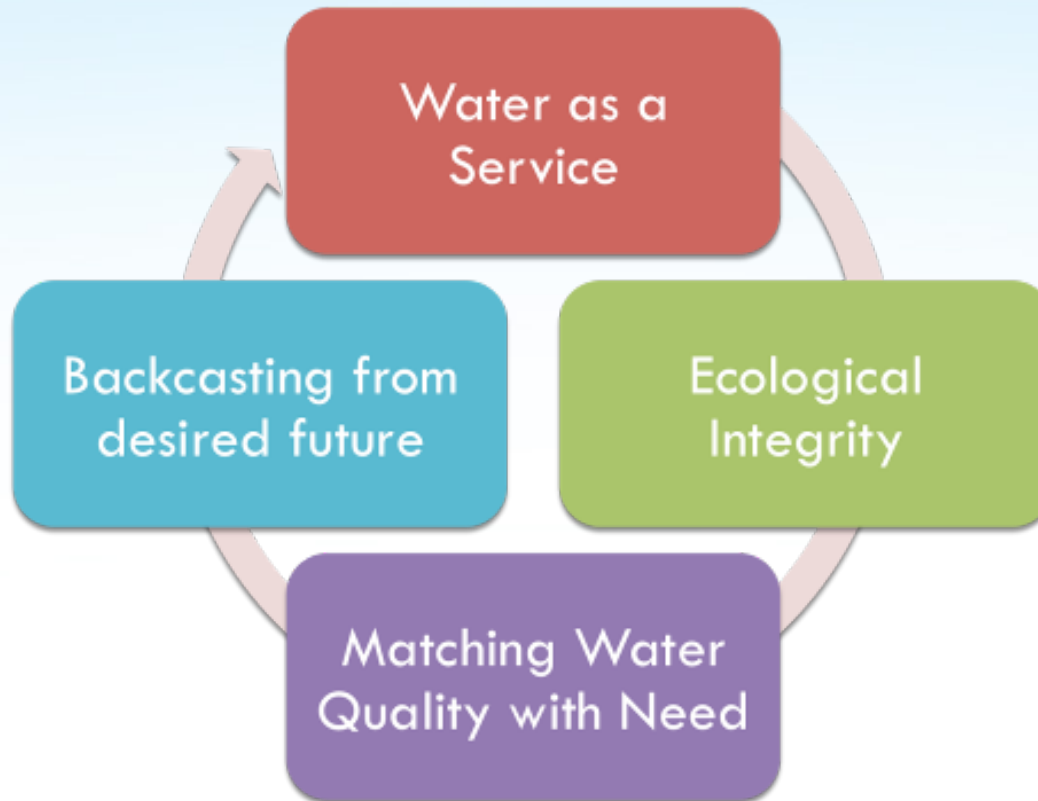 Water as a
Service
Ecological
Integrity
Matching Water
Quality with Need
Backcasting from
desired future